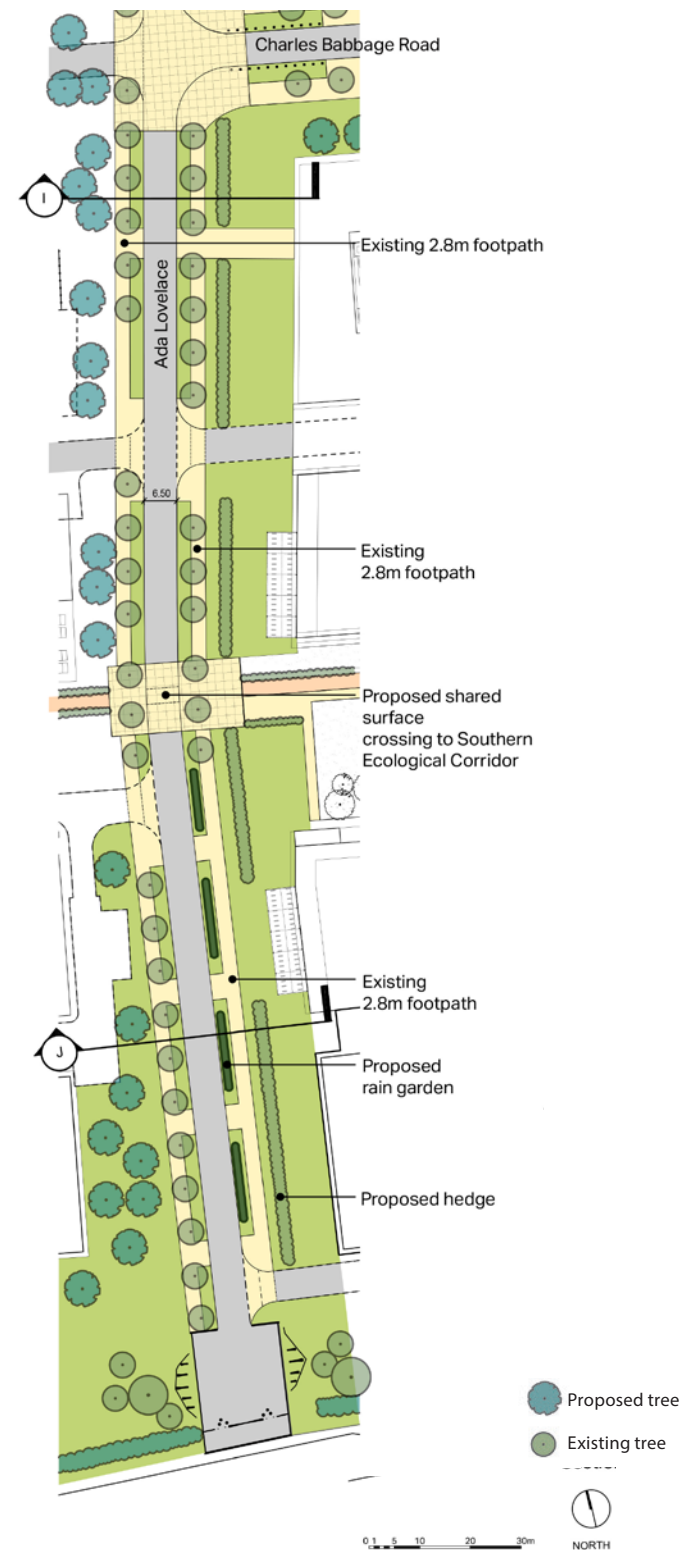 Charles Babbage Road
I
Existing 2.8m footpath
Ada Lovelace
6.50
Existing
2.8m footpath
Proposed shared
surface
crossing to Southern
Ecological Corridor
Existing
2.8m footpath
J
Proposed
rain garden
Proposed hedge
Proposed tree
Existing tree
0 1 5 10 20 30m
NORTH